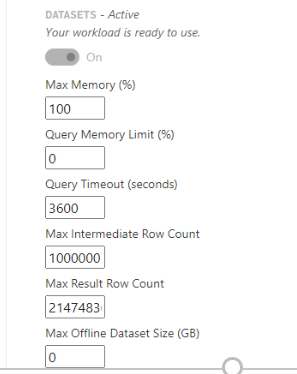 DATASETS - Active
Your workload is ready to use.
On
Max Memory (%)
100
Query Memory Limit (%)
0
Query Timeout (seconds)
3600
Max Intermediate Row Count
1000000
Max Result Row Count
2147483
Max Offline Dataset Size (GB)
0